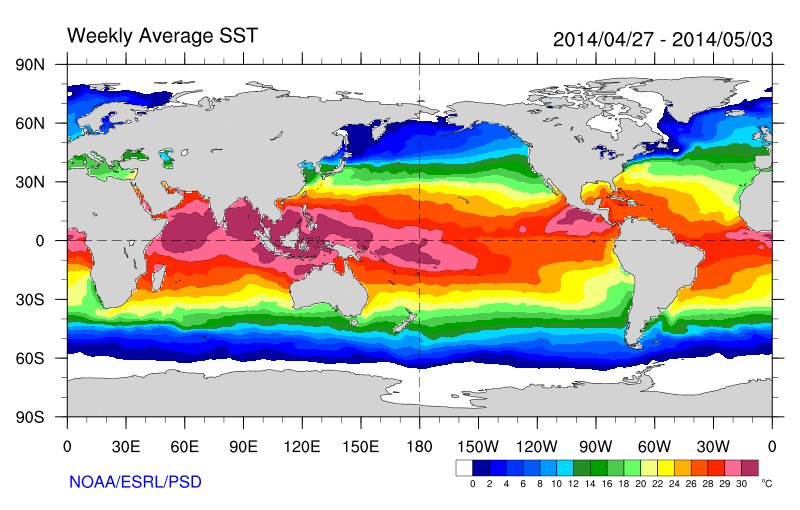 Weekly Average SST
2014/04/27 - 2014/05/03
90N
60N
30N
0
30S
60S
90S
0 30E 60E 90E 120E 150E 180 150W 120W 90W 60W 30W 0
NOAA/ESRL/PSD
0 2 4 6 8 10 12 14 16 18 20 22 24 26 28 29 30 °C